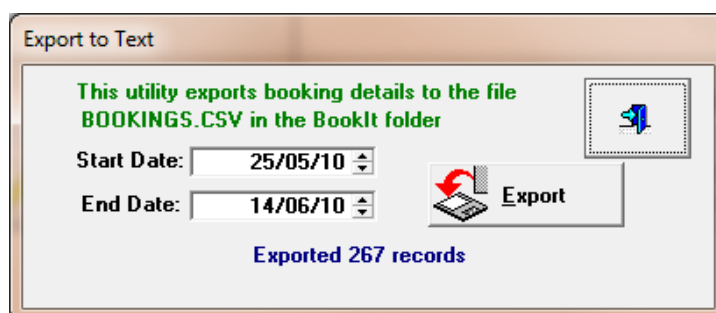 Export to Text
This utility exports booking details to the file
BOOKINGS.CSV in the BookIt folder
Start Date: 25/05/10
End Date: 14/06/10
Export
Exported 267 records